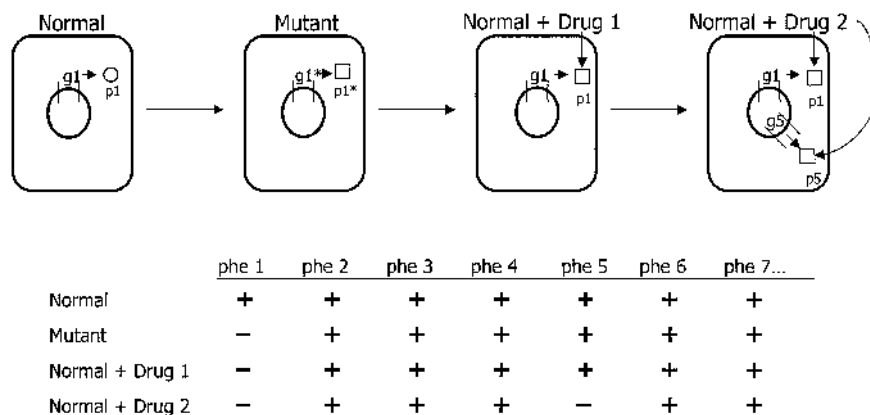 Normal
Mutant
Normal + Drug 1
Normal + Drug 2
g1
p1
g1*
p1*
g1
p1
g1
p1
g5
p5
phe 1 phe 2 phe 3 phe 4 phe 5 phe 6 phe 7...
Normal + + + + + + +
Mutant − + + + + + +
Normal + Drug 1 − + + + + + +
Normal + Drug 2 − + + + − + +